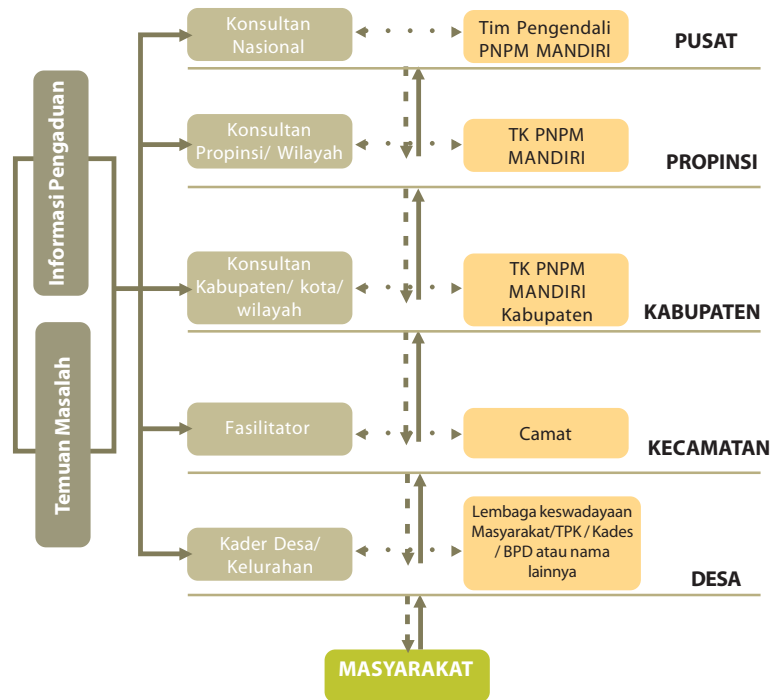 Informasi Pengaduan
Temuan Masalah
Konsultan
Nasional
Tim Pengendali
PNPM MANDIRI
PUSAT
Konsultan
Propinsi/ Wilayah
TK PNPM
MANDIRI
PROPINSI
Konsultan
Kabupaten/ kota/
wilayah
TK PNPM
MANDIRI
Kabupaten
KABUPATEN
Fasilitator
Camat
KECAMATAN
Kader Desa/
Kelurahan
Lembaga keswadayaan
Masyarakat/TPK / Kades
/ BPD atau nama
lainnya
DESA
MASYARAKAT